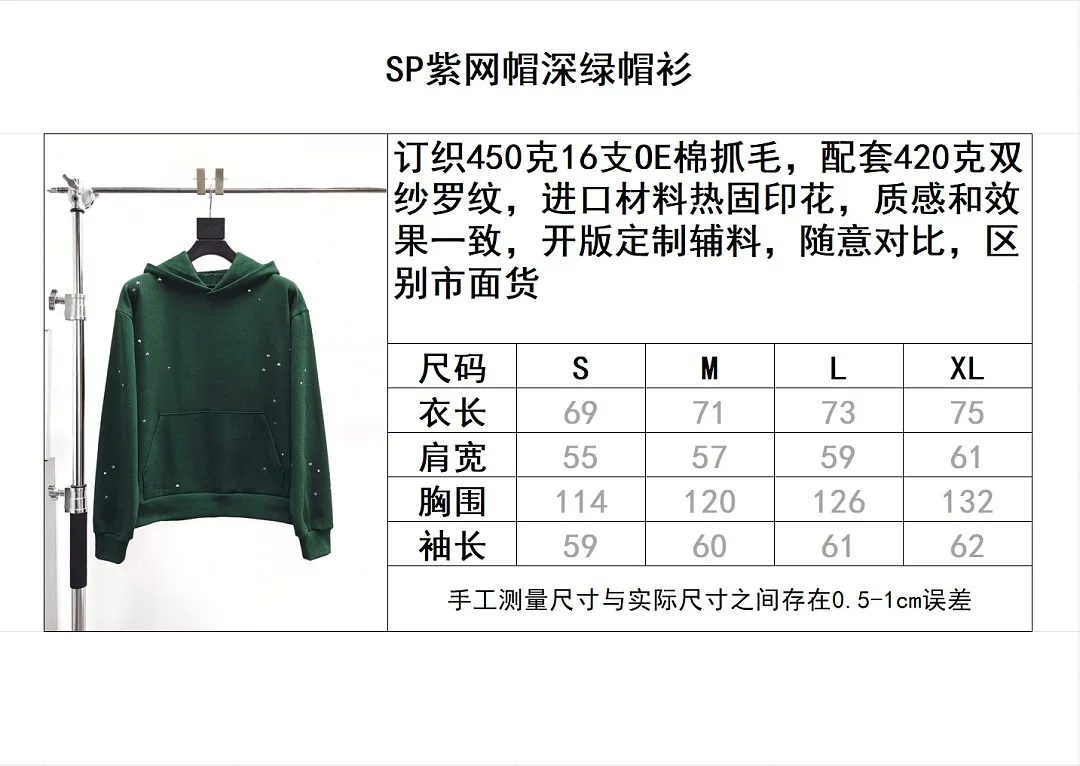 SP紫网帽深绿帽衫
订织450克16支OE棉抓毛，配套420克双
纱罗纹，进口材料热固印花，质感和效
果一致，开版定制辅料，随意对比，区
别市面货
尺码 S M L XL
衣长 69 71 73 75
肩宽 55 57 59 61
胸围 114 120 126 132
袖长 59 60 61 62
手工测量尺寸与实际尺寸之间存在0.5-1cm误差